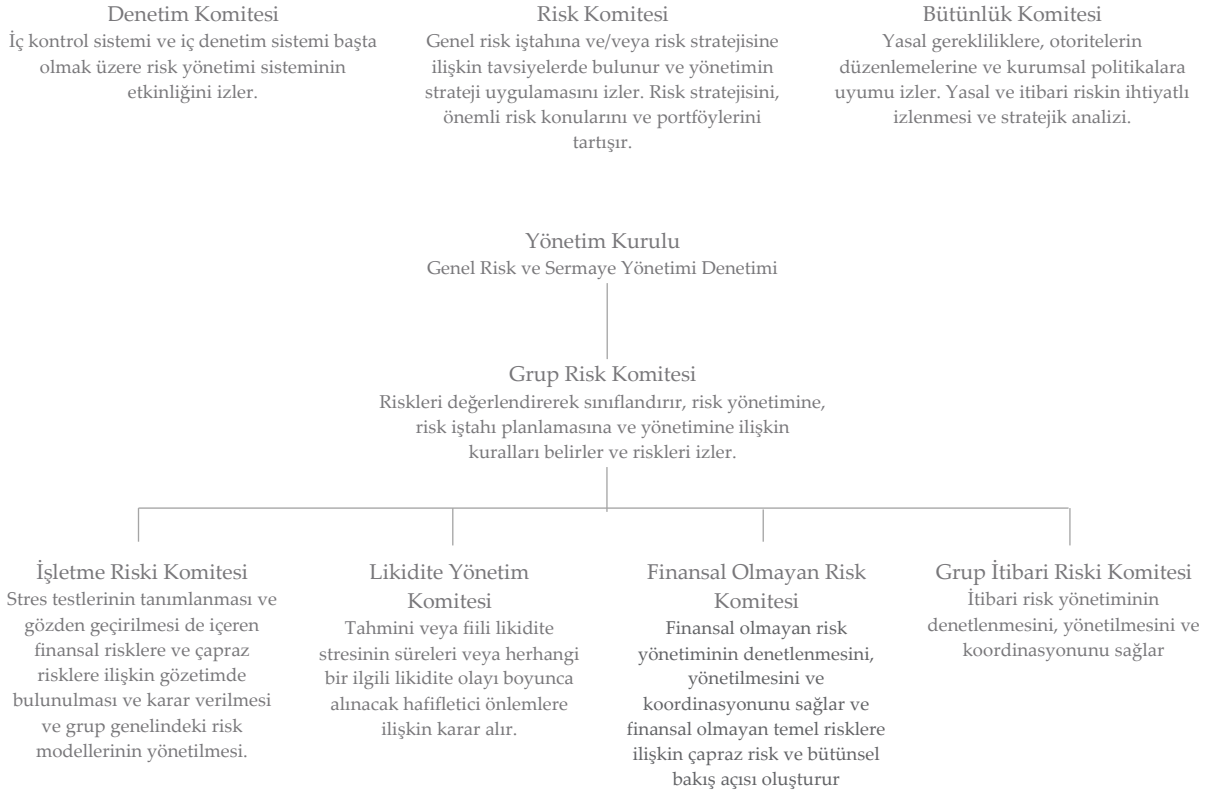 Denetim Komitesi
İç kontrol sistemi ve iç denetim sistemi başta
olmak üzere risk yönetimi sisteminin
etkinliğini izler.
Risk Komitesi
Genel risk iştahına ve/veya risk stratejisine
ilişkin tavsiyelerde bulunur ve yönetimin
strateji uygulamasını izler. Risk stratejisini,
önemli risk konularını ve portföylerini
tartışır.
Bütünlük Komitesi
Yasal gerekliliklere, otoritelerin
düzenlemelerine ve kurumsal politikalara
uyumu izler. Yasal ve itibari riskin ihtiyatlı
izlenmesi ve stratejik analizi.
Yönetim Kurulu
Genel Risk ve Sermaye Yönetimi Denetimi
Grup Risk Komitesi
Riskleri değerlendirerek sınıflandırır, risk yönetimine,
risk iştahı planlamasına ve yönetimine ilişkin
kuralları belirler ve riskleri izler.
İşletme Riski Komitesi
Stres testlerinin tanımlanması ve
gözden geçirilmesi de içeren
finansal risklere ve çapraz
risklere ilişkin gözetimde
bulunulması ve karar verilmesi
ve grup genelindeki risk
modellerinin yönetilmesi.
Likidite Yönetim
Komitesi
Tahmini veya fiili likidite
stresinin süreleri veya herhangi
bir ilgili likidite olayı boyunca
alınacak hafifletici önlemlere
ilişkin karar alır.
Finansal Olmayan Risk
Komitesi
Finansal olmayan risk
yönetiminin denetlenmesini,
yönetilmesini ve
koordinasyonunu sağlar ve
finansal olmayan temel risklere
ilişkin çapraz risk ve bütünsel
bakış açısı oluşturur
Grup İtibari Riski Komitesi
İtibari risk yönetiminin
denetlenmesini, yönetilmesini ve
koordinasyonunu sağlar